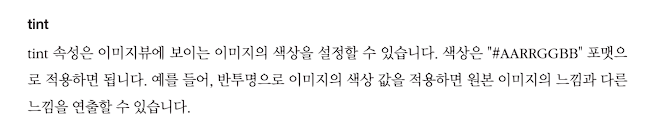 tint
tint 속성은 이미지뷰에 보이는 이미지의 색상을 설정할 수 있습니다. 색상은 "#AARRGGBB" 포맷으
로 적용하면 됩니다. 예를 들어, 반투명으로 이미지의 색상 값을 적용하면 원본 이미지의 느낌과 다른
느낌을 연출할 수 있습니다.